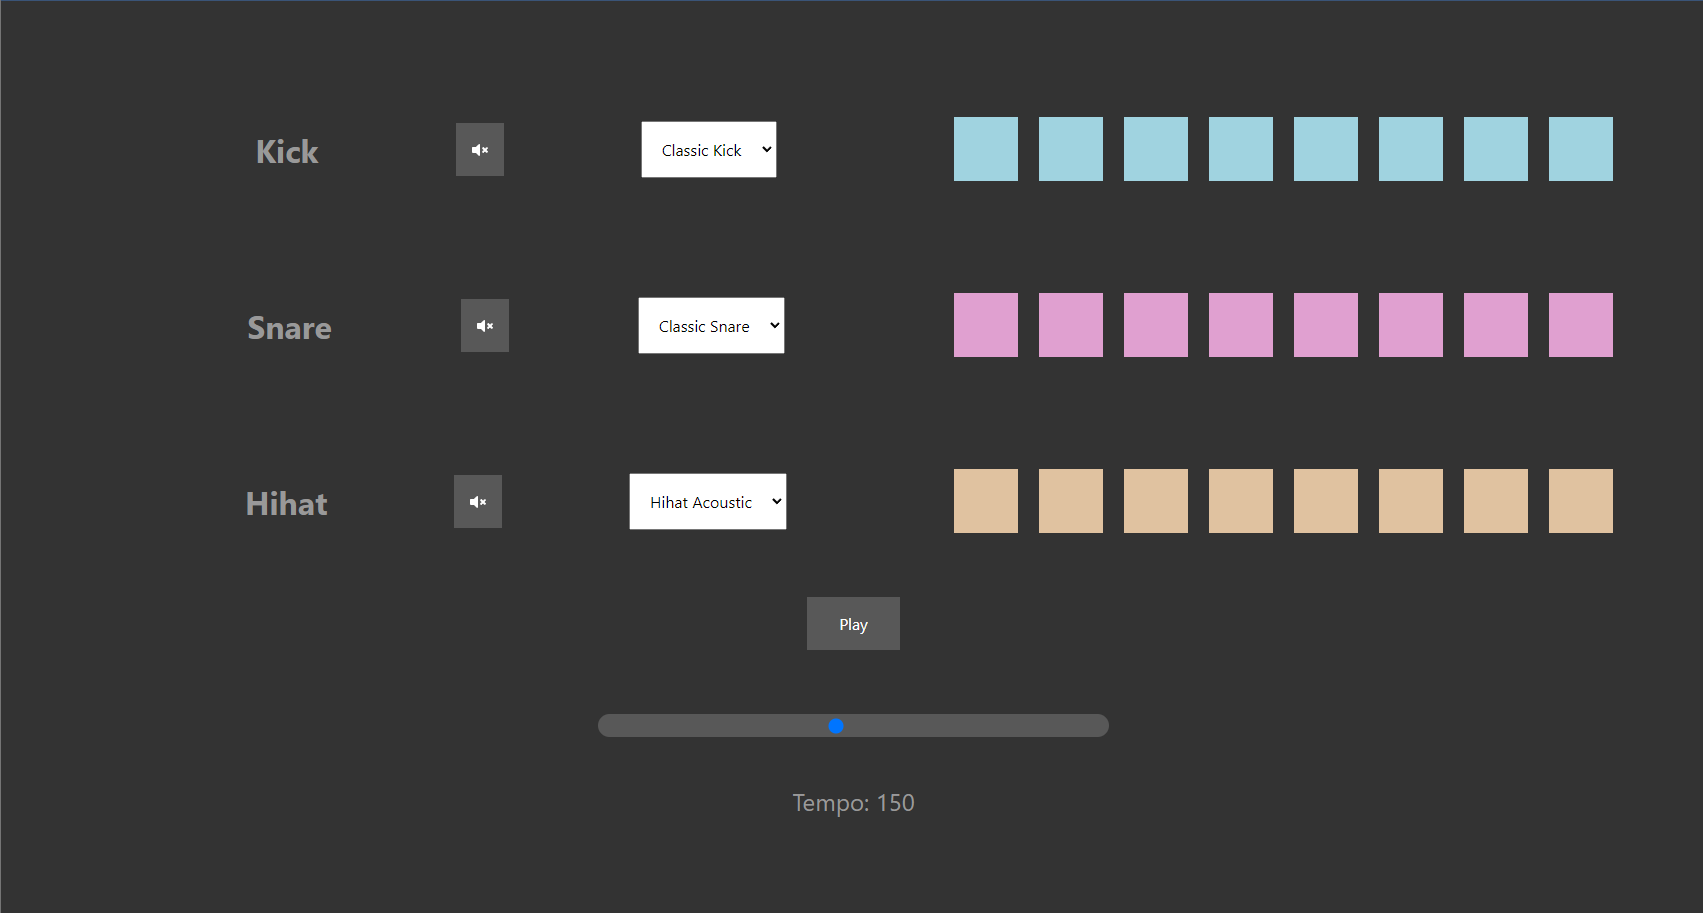 Kick
Classic Kick
Snare
Classic Snare
Hihat
Hihat Acoustic
Play
Tempo: 150